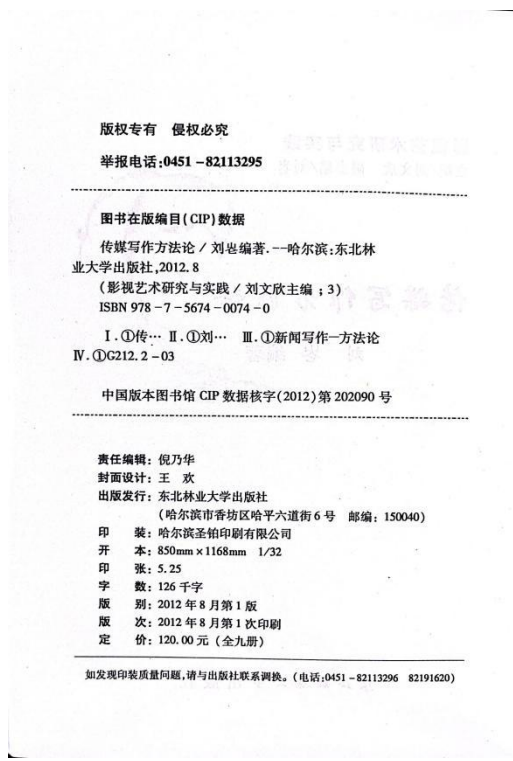 版权专有 侵权必究
举报电话:0451-82113295
图书在版编目(CIP)数据
传媒写作方法论/刘岜编著.--哈尔滨:东北林
业大学出版社,2012.8
(影视艺术研究与实践/刘文欣主编;3)
ISBN 978-7-5674-0074-0
Ⅰ.①传… Ⅱ.①刘… Ⅲ.①新闻写作—方法论
Ⅳ.①G212.2-03
中国版本图书馆CIP数据核字(2012)第202090号
责任编辑:倪乃华
封面设计:王 欢
出版发行:东北林业大学出版社
(哈尔滨市香坊区哈平六道街6号 邮编:150040)
印 装:哈尔滨圣铂印刷有限公司
开 本:850mm×1168mm 1/32
印 张:5.25
字 数:126千字
版 别:2012年8月第1版
版 次:2012年8月第1次印刷
定 价:120.00元(全九册)
如发现印装质量问题,请与出版社联系调换。(电话:0451-82113296 82191620)